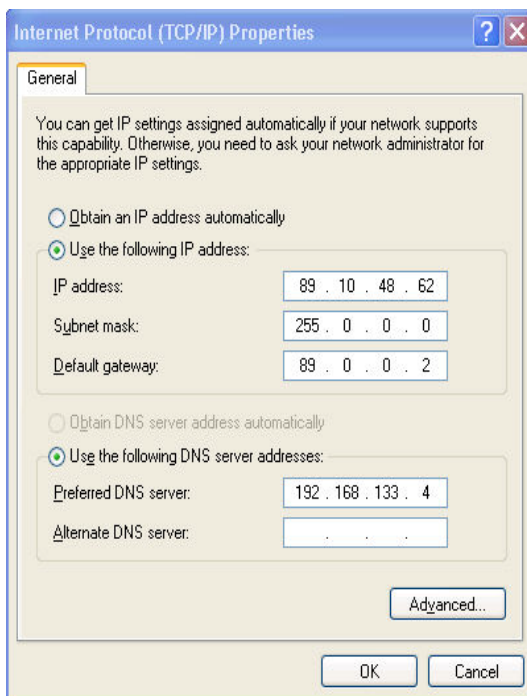 Internet Protocol (TCP/IP) Properties
General
You can get IP settings assigned automatically if your network supports
this capability. Otherwise, you need to ask your network administrator for
the appropriate IP settings.
Obtain an IP address automatically
Use the following IP address:
IP address: 89 . 10 . 48 . 62
Subnet mask: 255 . 0 . 0 . 0
Default gateway: 89 . 0 . 0 . 2
Obtain DNS server address automatically
Use the following DNS server addresses:
Preferred DNS server: 192 . 168 . 133 . 4
Alternate DNS server: . . .
Advanced...
OK Cancel